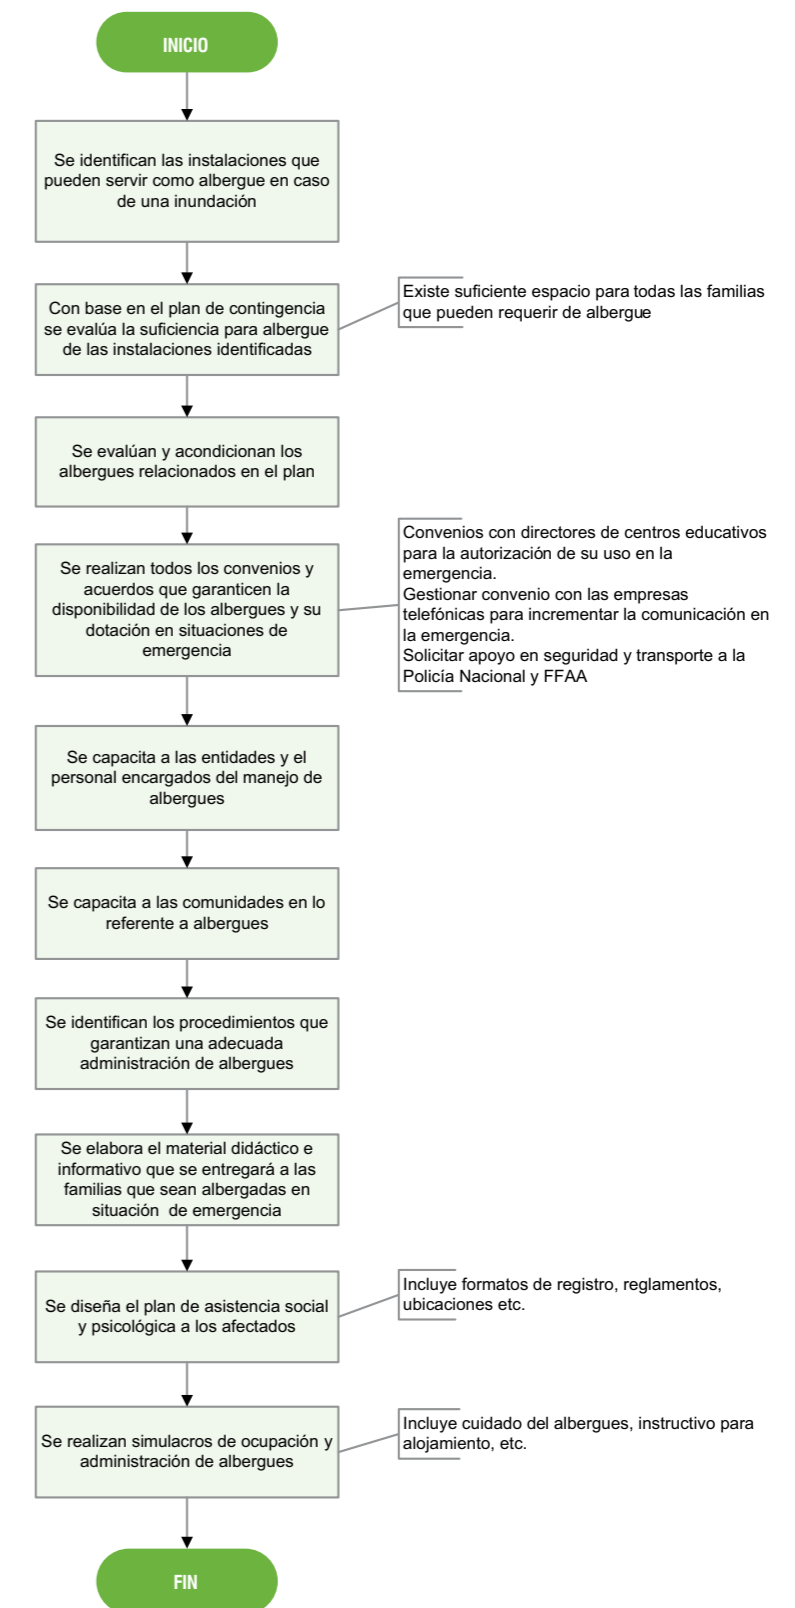 INICIO
Se identifican las instalaciones que
pueden servir como albergue en caso
de una inundación
Con base en el plan de contingencia
se evalúa la suficiencia para albergue
de las instalaciones identificadas
Existe suficiente espacio para todas las familias
que pueden requerir de albergue
Se evalúan y acondicionan los
albergues relacionados en el plan
Se realizan todos los convenios y
acuerdos que garanticen la
disponibilidad de los albergues y su
dotación en situaciones de
emergencia
Convenios con directores de centros educativos
para la autorización de su uso en la
emergencia.
Gestionar convenio con las empresas
telefónicas para incrementar la comunicación en
la emergencia.
Solicitar apoyo en seguridad y transporte a la
Policía Nacional y FFAA
Se capacita a las entidades y el
personal encargados del manejo de
albergues
Se capacita a las comunidades en lo
referente a albergues
Se identifican los procedimientos que
garantizan una adecuada
administración de albergues
Se elabora el material didáctico e
informativo que se entregará a las
familias que sean albergadas en
situación de emergencia
Se diseña el plan de asistencia social
y psicológica a los afectados
Incluye formatos de registro, reglamentos,
ubicaciones etc.
Se realizan simulacros de ocupación y
administración de albergues
Incluye cuidado del albergues, instructivo para
alojamiento, etc.
FIN